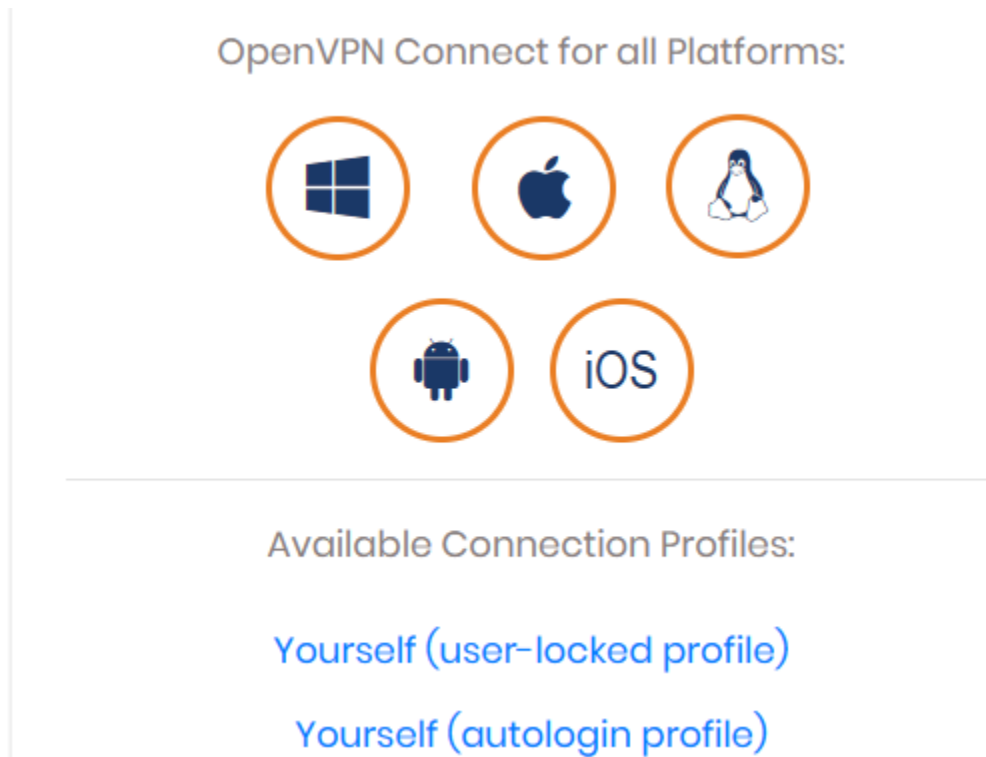 OpenVPN Connect for all Platforms:
iOS
Available Connection Profiles:
Yourself (user-locked profile)
Yourself (autologin profile)